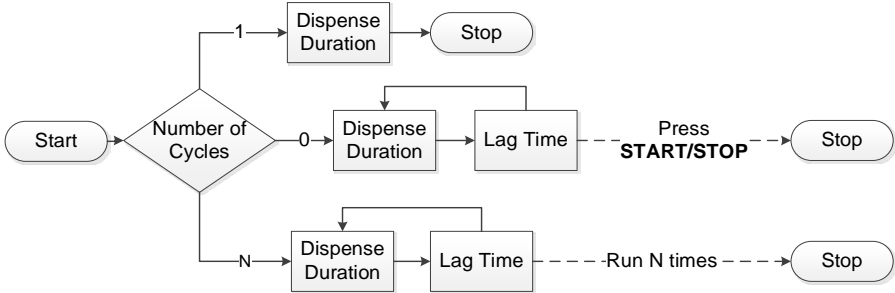 1
Dispense
Duration
Stop
Start
Number of
Cycles
0
Dispense
Duration
Lag Time
Press
START/STOP
Stop
N
Dispense
Duration
Lag Time
Run N times
Stop